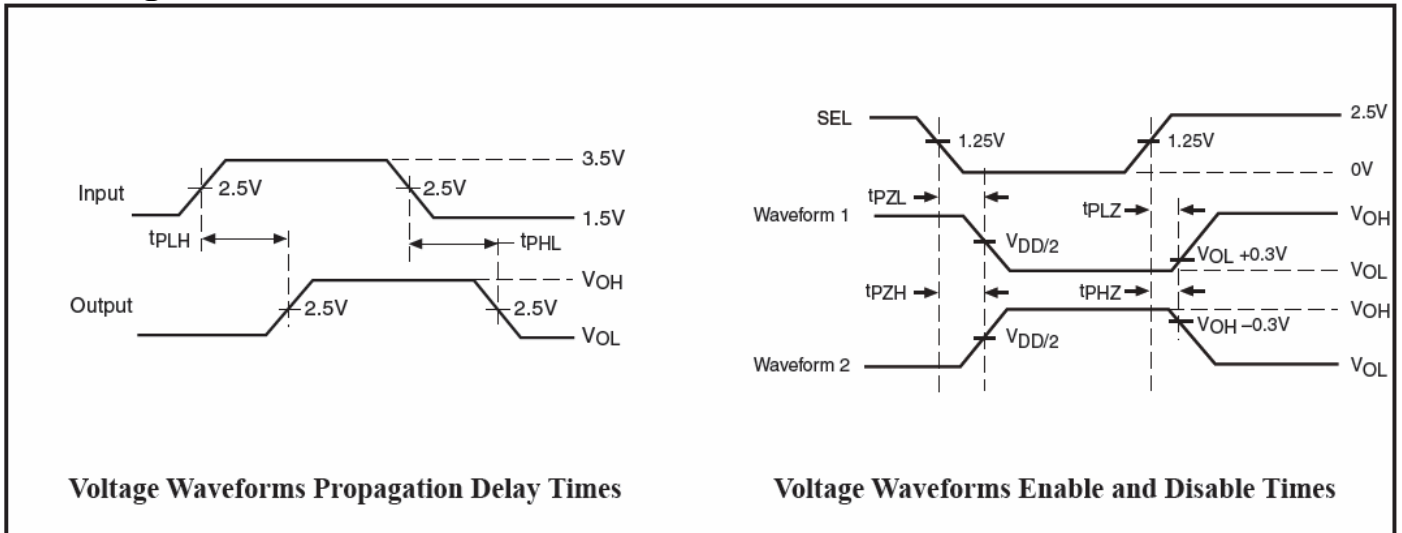 3.5V
Input
2.5V
2.5V
1.5V
tPLH
tPHL
VOH
Output
2.5V
2.5V
VOL
Voltage Waveforms Propagation Delay Times
SEL
2.5V
1.25V
1.25V
0V
tPZL
tPLZ
Waveform 1
VOH
VDD/2
VOL +0.3V
VOL
tPZH
tPHZ
VOH
VDD/2
VOH –0.3V
Waveform 2
VOL
Voltage Waveforms Enable and Disable Times